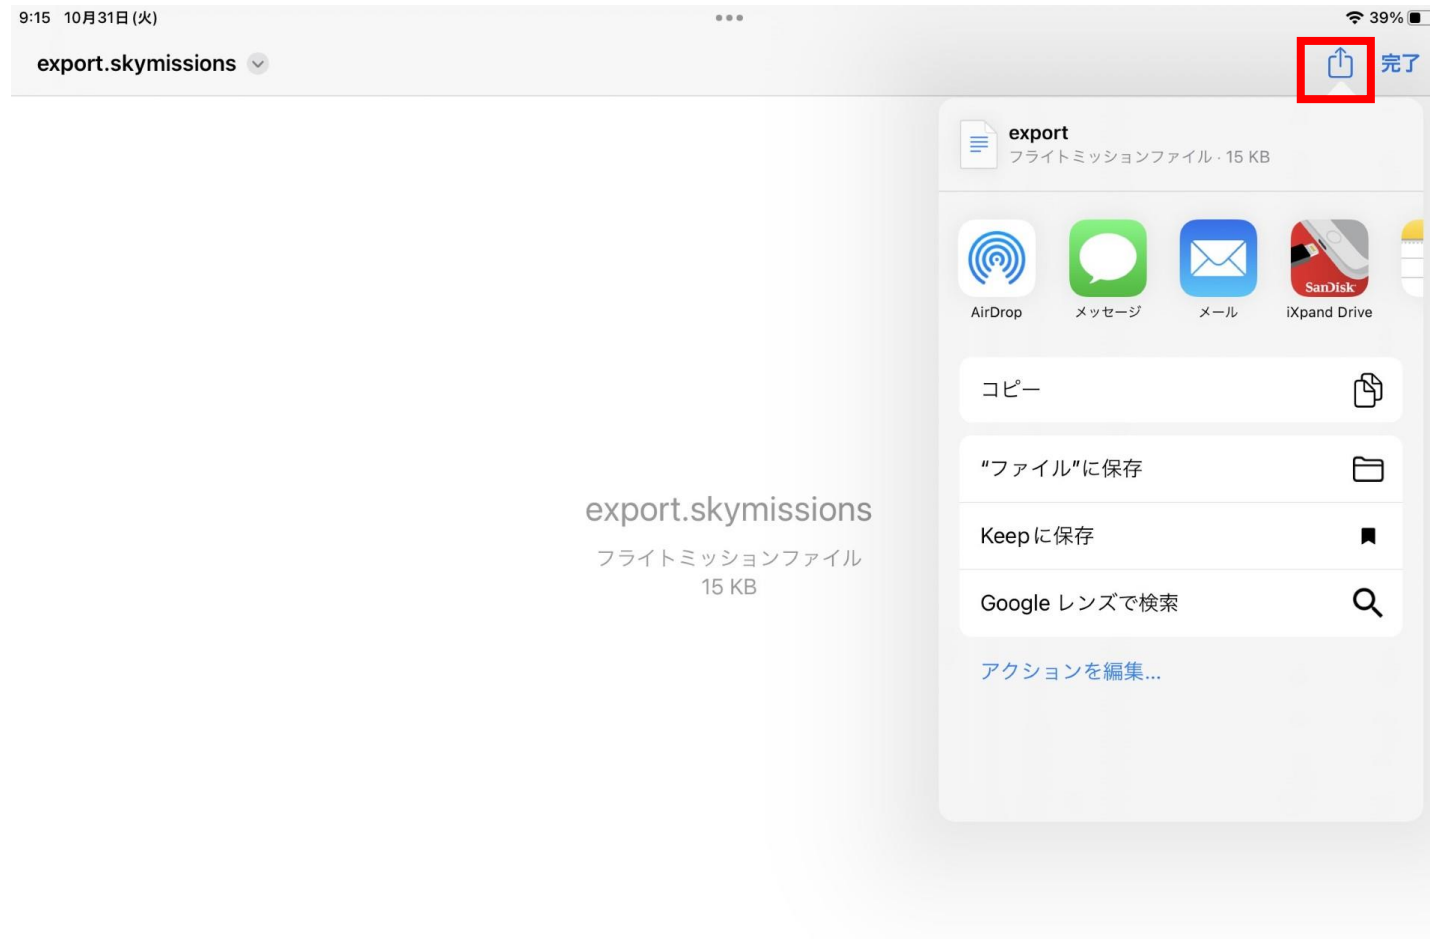 9:15 10月31日(火)
39%
export.skymissions
完了
export
フライトミッションファイル · 15 KB
SanDisk
AirDrop
メッセージ
メール
iXpand Drive
コピー
“ファイル”に保存
Keepに保存
Google レンズで検索
アクションを編集...
export.skymissions
フライトミッションファイル
15 KB